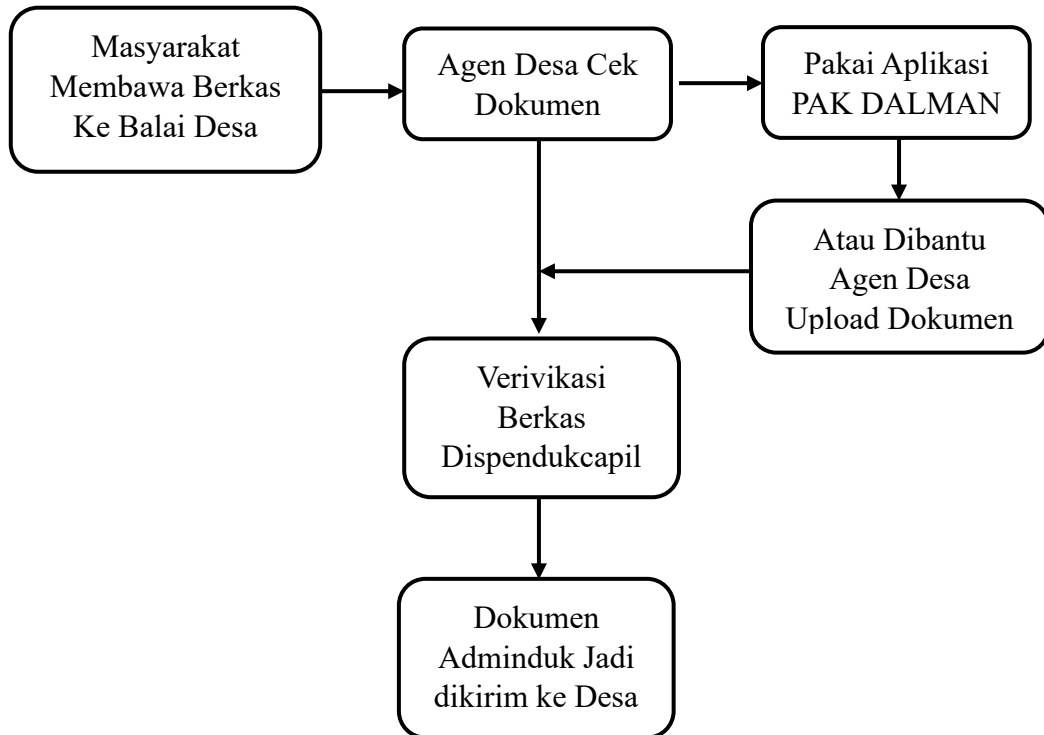 Masyarakat
Membawa Berkas
Ke Balai Desa
Agen Desa Cek
Dokumen
Pakai Aplikasi
PAK DALMAN
Atau Dibantu
Agen Desa
Upload Dokumen
Verivikasi
Berkas
Dispendukcapil
Dokumen
Adminduk Jadi
dikirim ke Desa